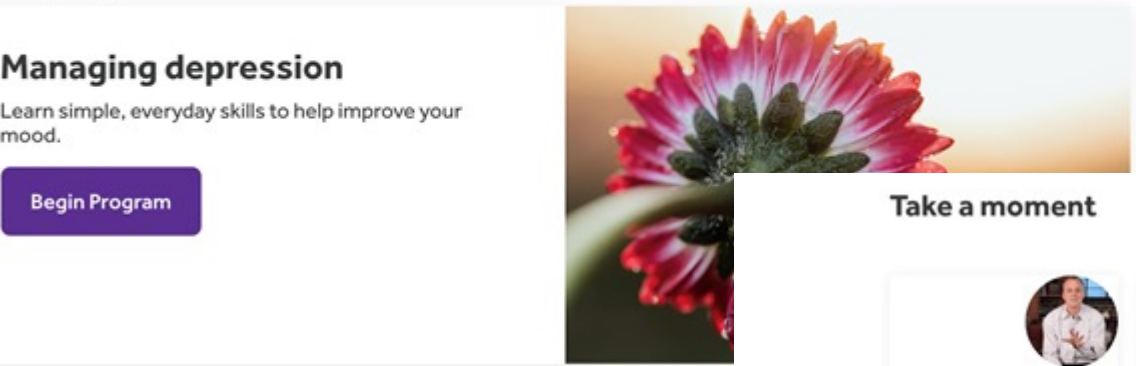 Managing depression
Learn simple, everyday skills to help improve your
mood.
Begin Program
Take a moment